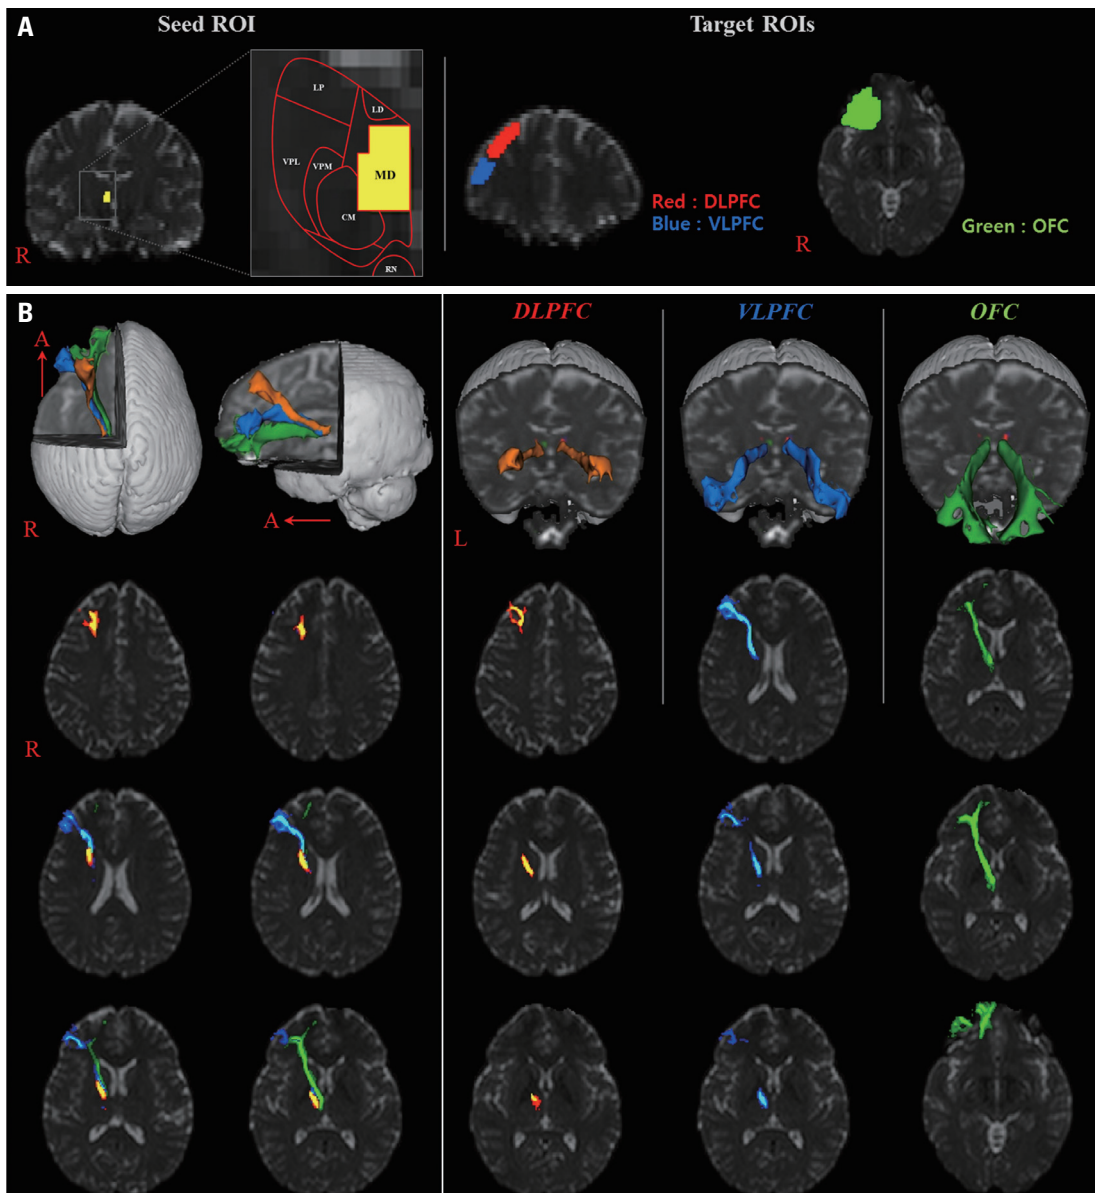 A
Seed ROI
Target ROIs
LP
LD
VPL
VPM
MD
CM
RN
R
Red : DLPFC
Blue : VLPFC
R
Green : OFC
B
DLPFC
VLPFC
OFC
A
R
A
L
R